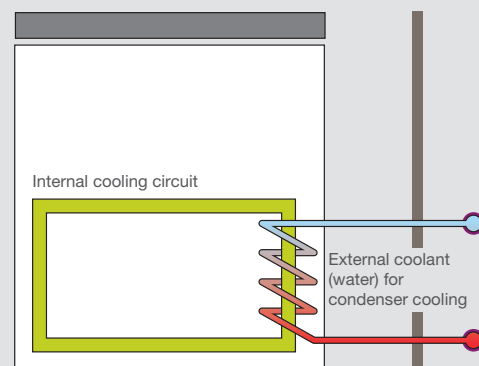 Internal cooling circuit
External coolant
(water) for
condenser cooling